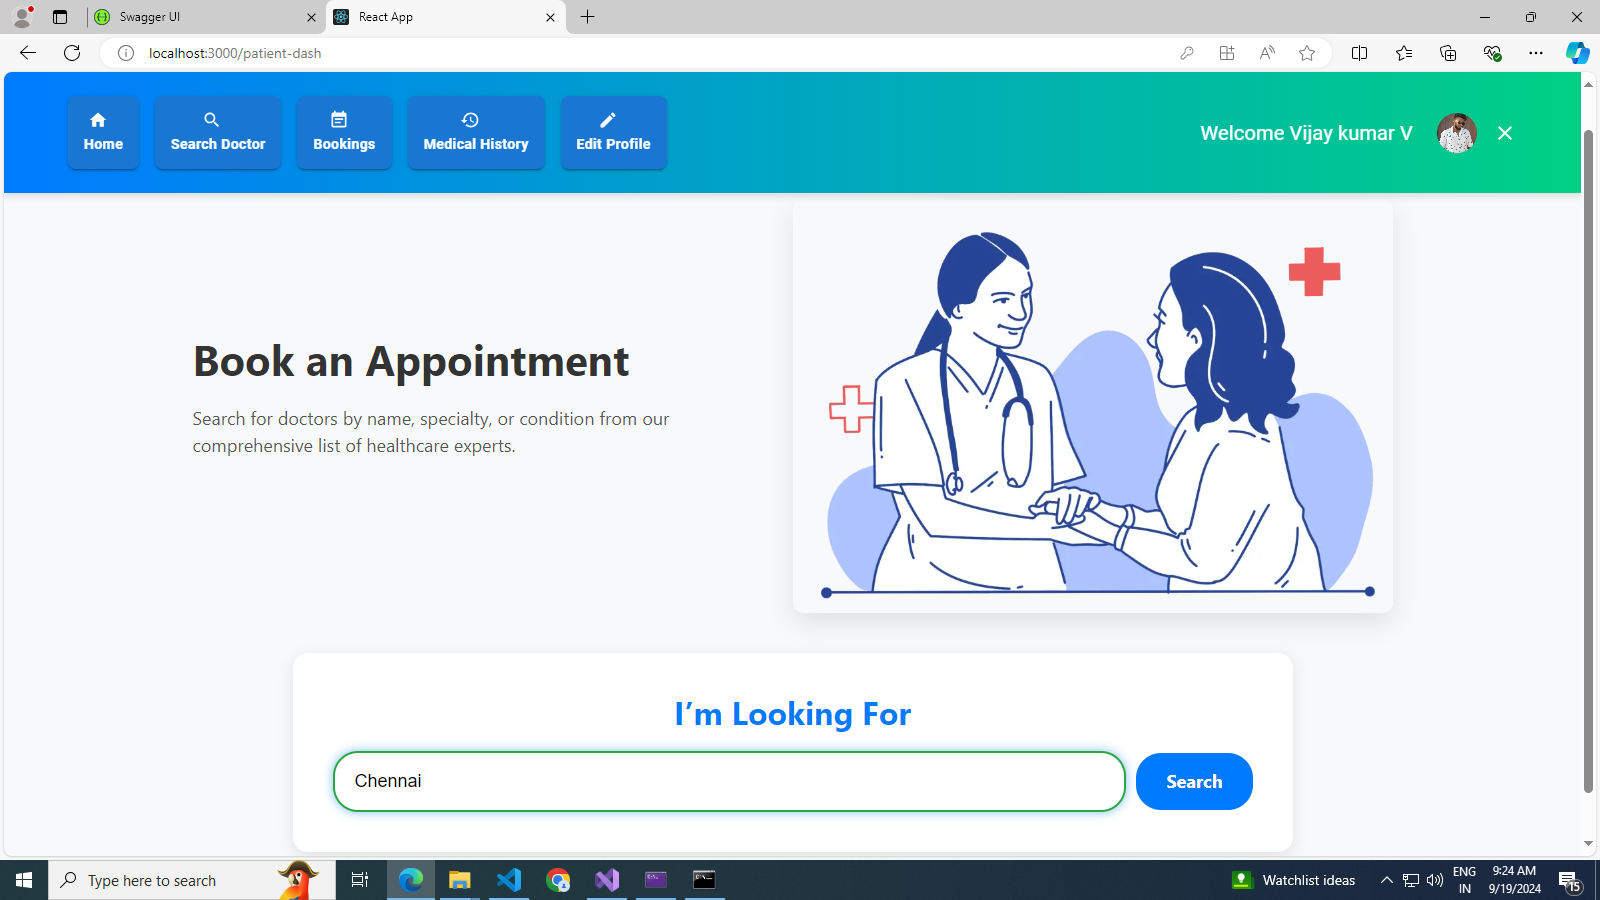 Swagger UI
React App
localhost:3000/patient-dash
Home
Search Doctor
Bookings
Medical History
Edit Profile
Welcome Vijay kumar V
Book an Appointment
Search for doctors by name, specialty, or condition from our
comprehensive list of healthcare experts.
I’m Looking For
Chennai
Search
Type here to search
Watchlist ideas
ENG
IN
9:24 AM
9/19/2024
15